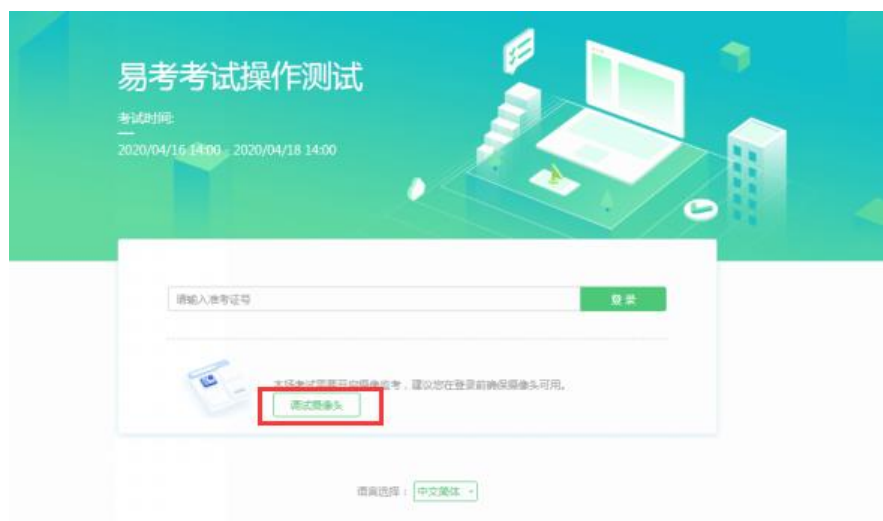 易考考试操作测试
考试时间:
2020/04/16 14:00 - 2020/04/18 14:00
请输入准考证号
登录
本场考试需要开启摄像监考，建议您在登录前确保摄像头可用。
调试摄像头
语言选择： 中文简体